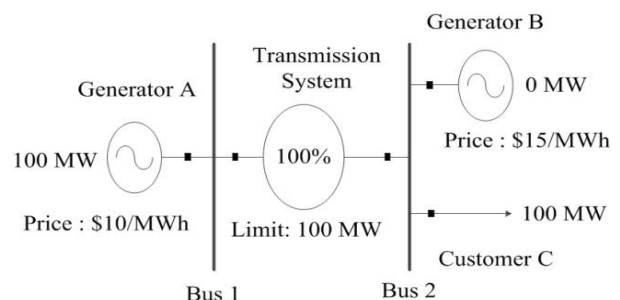 Generator B
Transmission
System
Generator A
0 MW
Price : $15/MWh
100 MW
100%
Price : $10/MWh
Limit: 100 MW
100 MW
Customer C
Bus 1
Bus 2